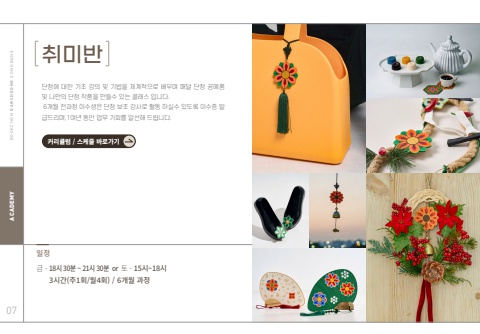 취미반
단청에 대한 기초 강의 및 기법을 체계적으로 배우며 매달 단청 공예품
및 나만의 단청 작품을 만들수 있는 클래스 입니다.
6개월 전과정 이수생은 단청 보조 강사로 활동 하실수 있도록 이수증 발
급드리며, 1여년 동안 업무 기회를 알선해 드립니다.
커리큘럼 / 스케줄 바로가기
ACADEMY
일정
금 - 18시 30분 ~ 21시 30분 or 토 - 15시~18시
3시간(주1회/월4회) / 6개월 과정
07